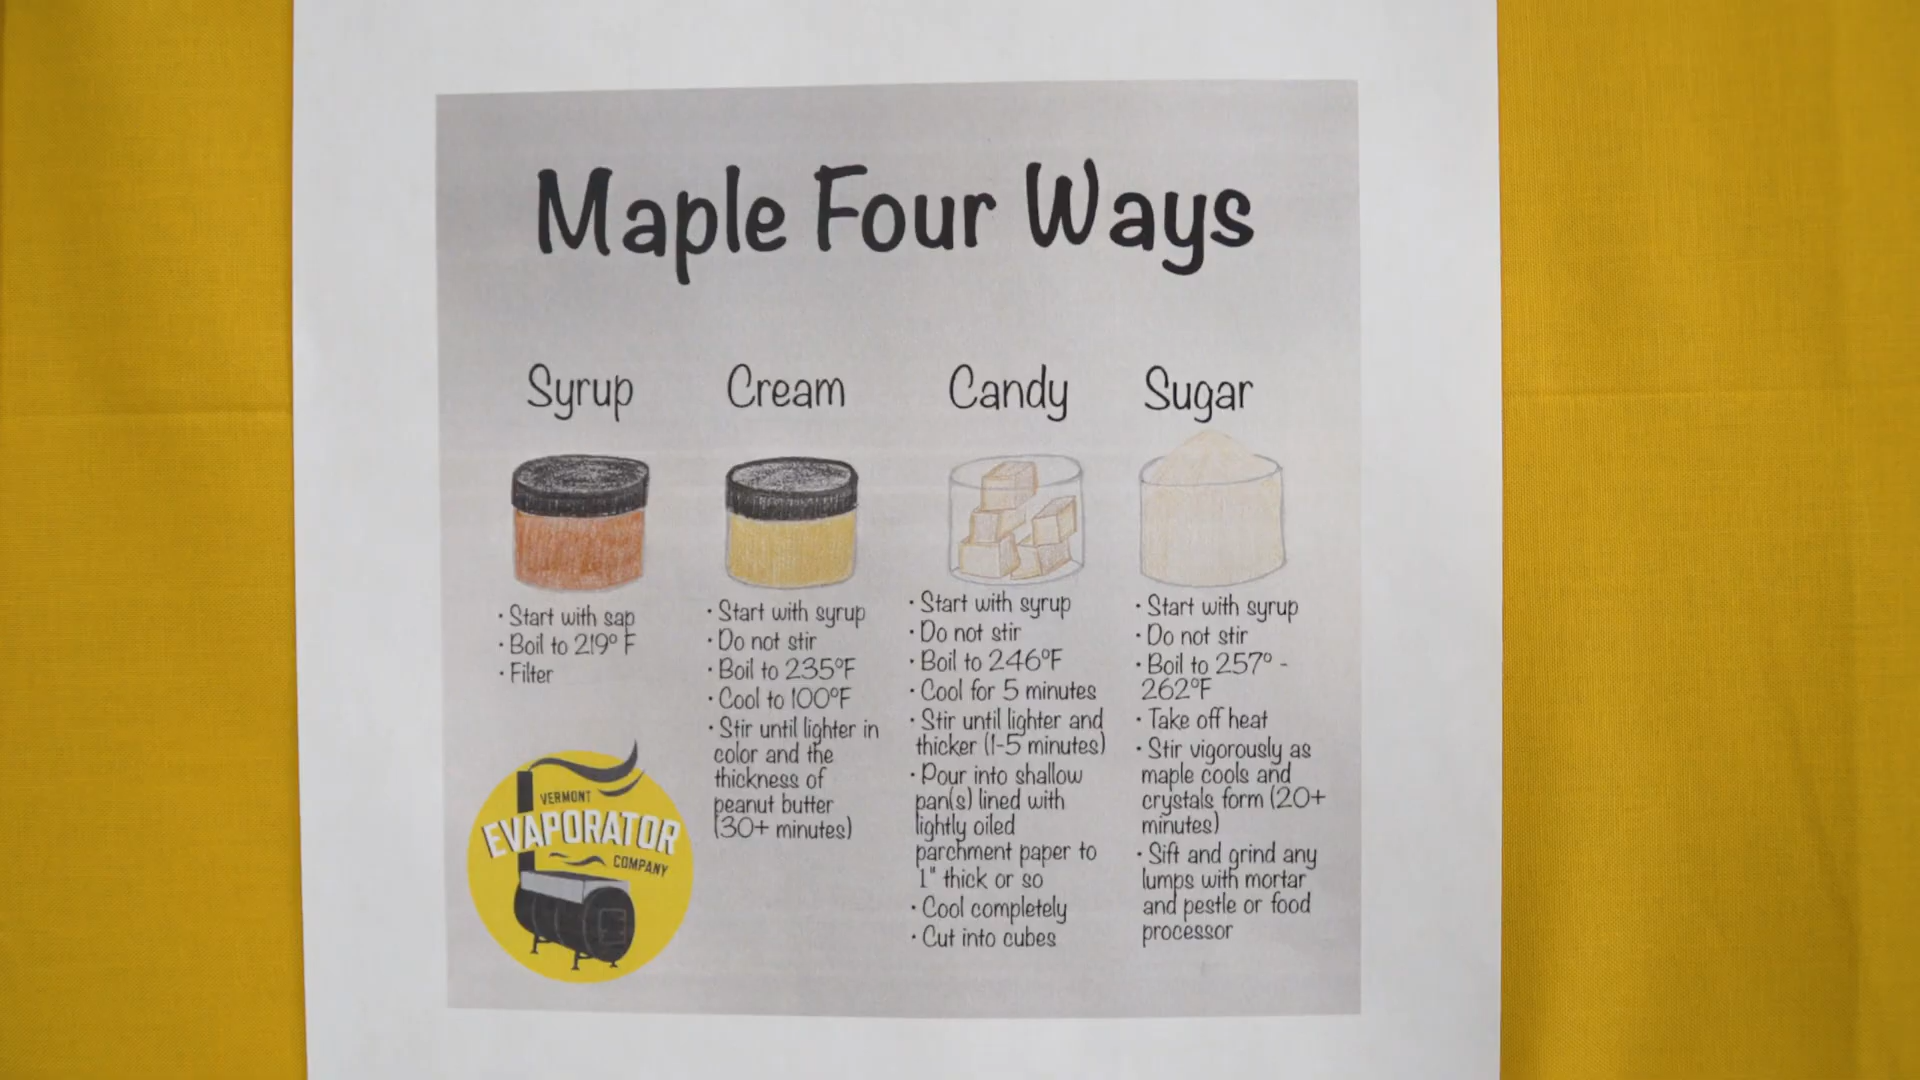 Maple Four Ways
Syrup
· Start with sap
· Boil to 219° F
· Filter
Cream
· Start with syrup
· Do not stir
· Boil to 235°F
· Cool to 100°F
· Stir until lighter in
color and the
thickness of
peanut butter
(30+ minutes)
Candy
· Start with syrup
· Do not stir
· Boil to 246°F
· Cool for 5 minutes
· Stir until lighter and
thicker (1-5 minutes)
· Pour into shallow
pan(s) lined with
lightly oiled
parchment paper to
1" thick or so
· Cool completely
· Cut into cubes
Sugar
· Start with syrup
· Do not stir
· Boil to 257° -
262°F
· Take off heat
· Stir vigorously as
maple cools and
crystals form (20+
minutes)
· Sift and grind any
lumps with mortar
and pestle or food
processor
VERMONT
EVAPORATOR
COMPANY